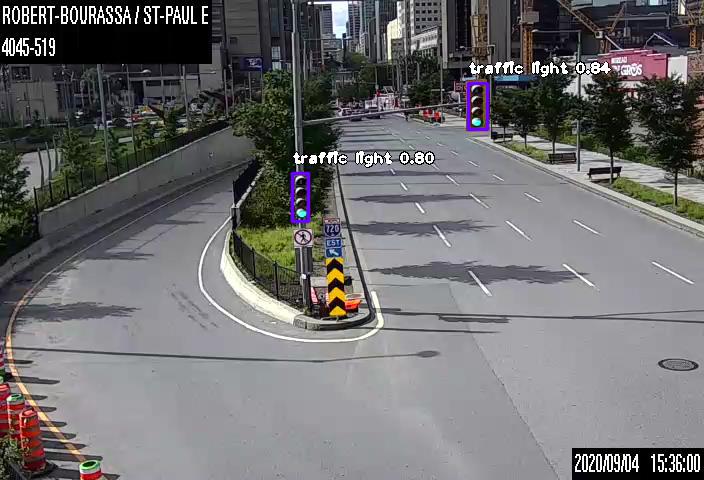 ROBERT-BOURASSA / ST-PAUL E
4045-519
traffic light 0.84
traffic light 0.80
720
EST
GIROS
2020/09/04 15:36:00